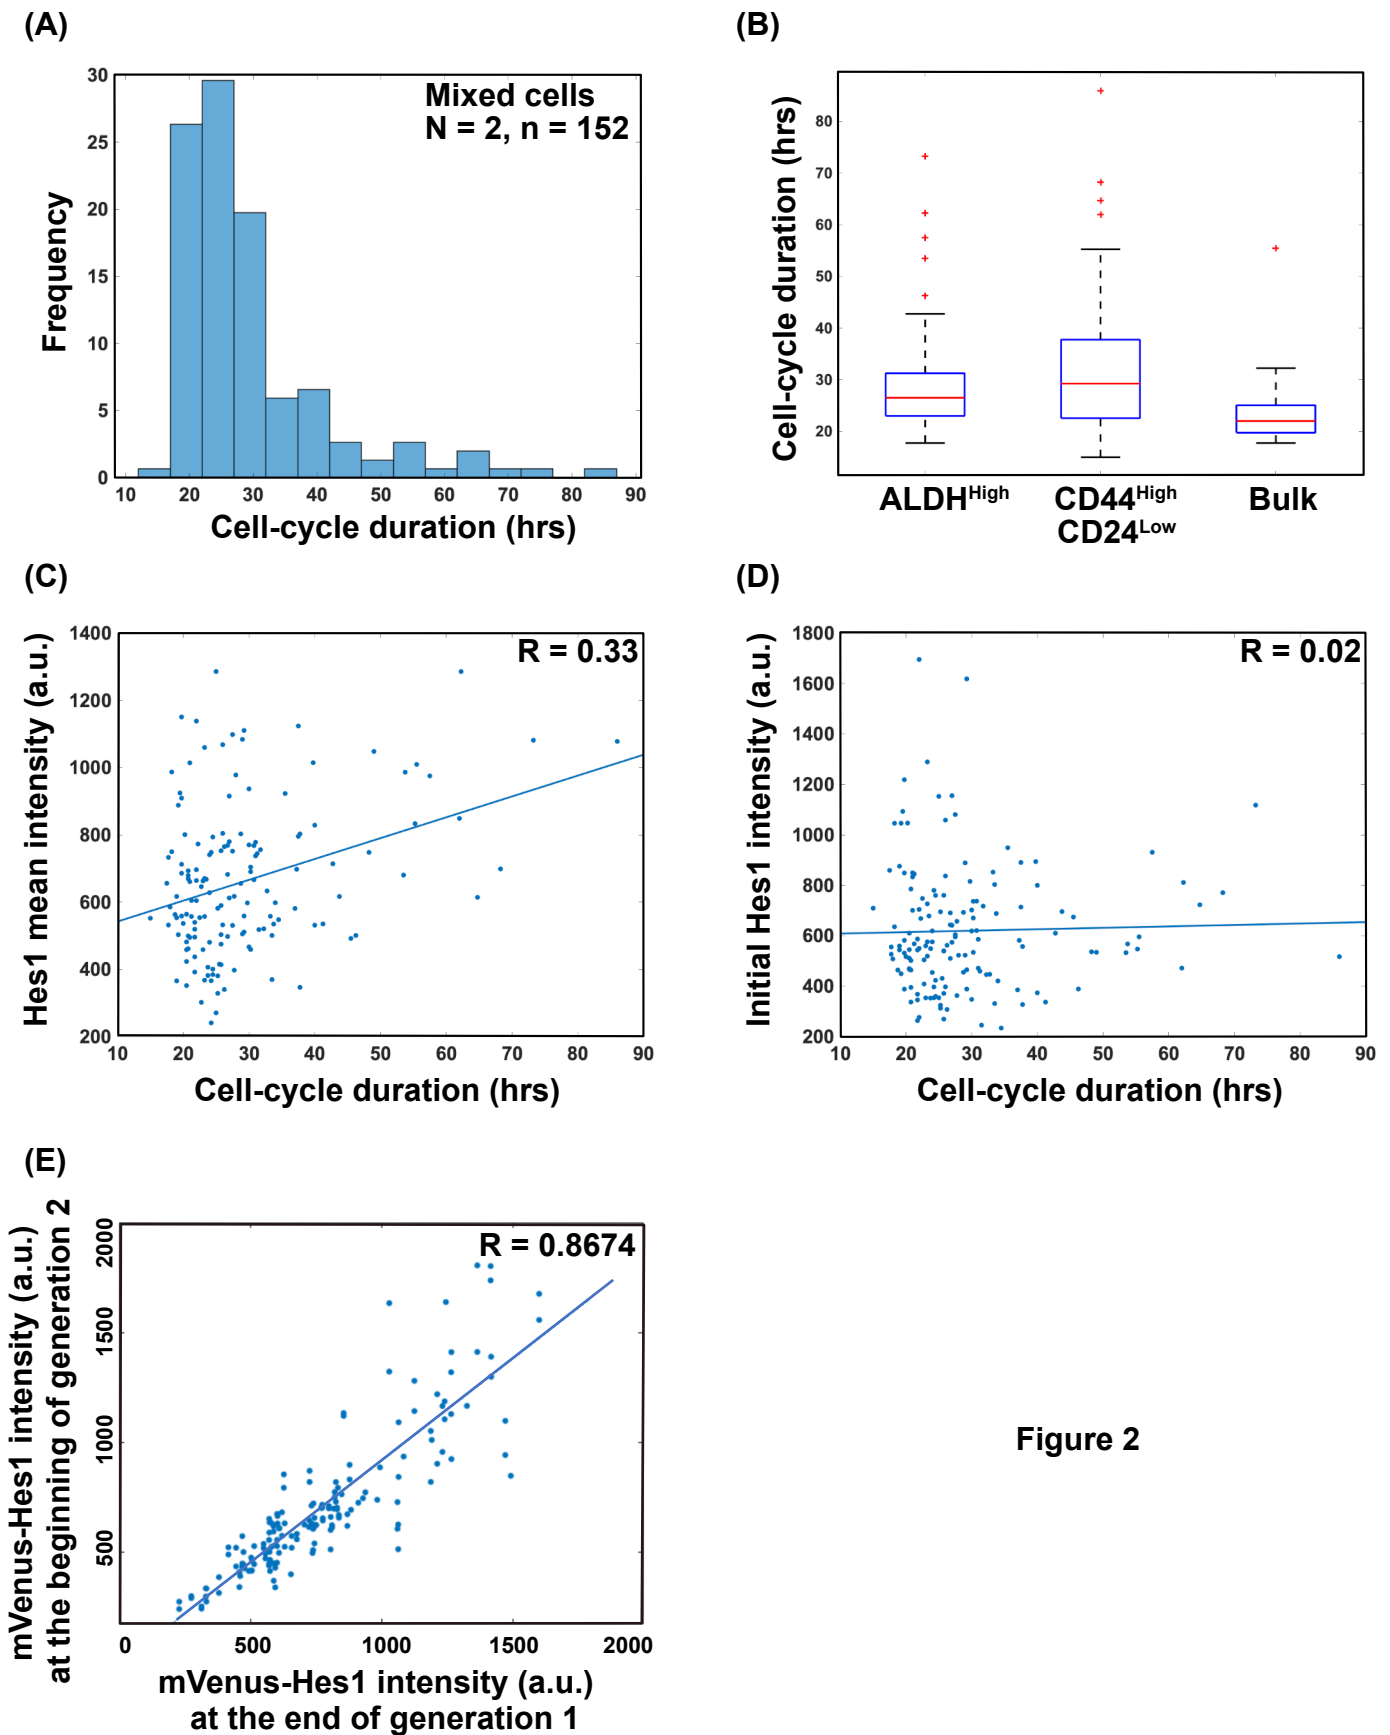 (A)
Mixed cells
N = 2, n = 152
Frequency
30
25
20
15
10
5
0
10 20 30 40 50 60 70 80 90
Cell-cycle duration (hrs)
(B)
Cell-cycle duration (hrs)
80
70
60
50
40
30
20
ALDHHigh CD44High Bulk
CD24Low
(C)
R = 0.33
Hes1 mean intensity (a.u.)
1400
1200
1000
800
600
400
200
10 20 30 40 50 60 70 80 90
Cell-cycle duration (hrs)
(D)
R = 0.02
Initial Hes1 intensity (a.u.)
1800
1600
1400
1200
1000
800
600
400
200
10 20 30 40 50 60 70 80 90
Cell-cycle duration (hrs)
(E)
R = 0.8674
mVenus-Hes1 intensity (a.u.)
at the beginning of generation 2
2000
1500
1000
500
0 500 1000 1500 2000
mVenus-Hes1 intensity (a.u.)
at the end of generation 1
Figure 2